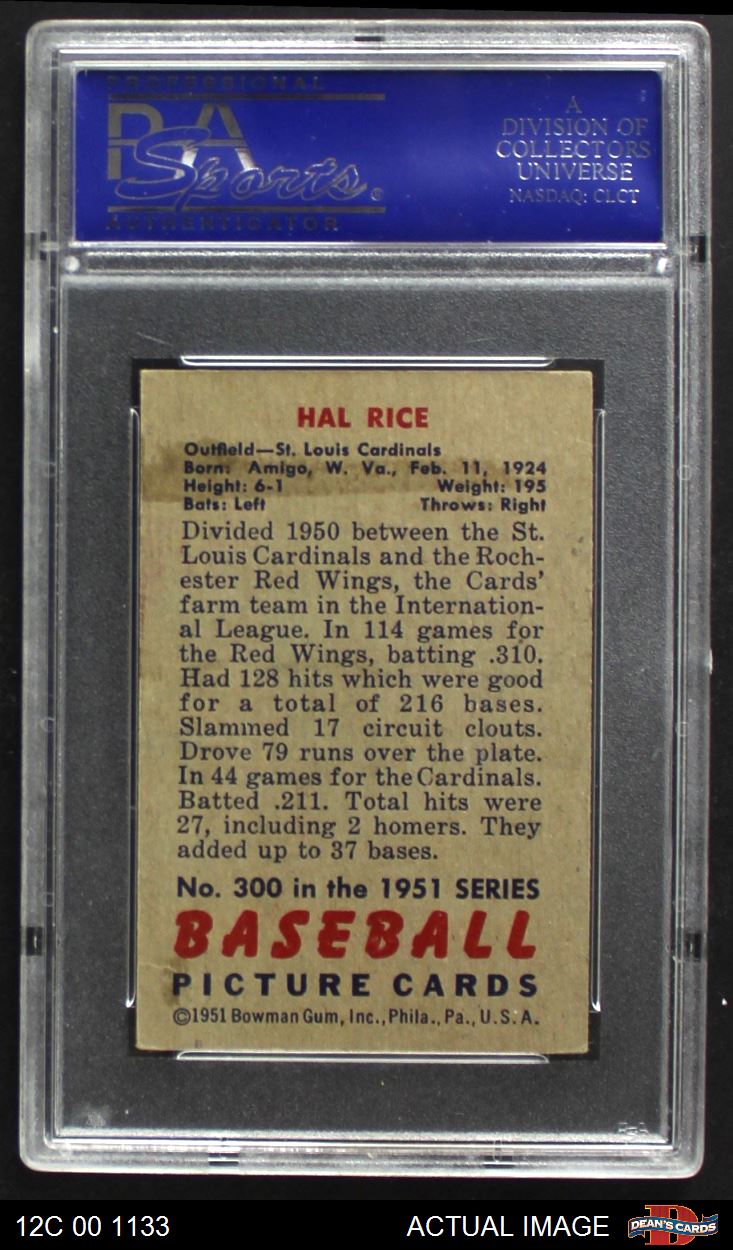 PROFESSIONAL
PSA
Sports®
AUTHENTICATOR
A
DIVISION OF
COLLECTORS
UNIVERSE
NASDAQ: CLCT
HAL RICE
Outfield—St. Louis Cardinals
Born: Amigo, W. Va., Feb. 11, 1924
Height: 6-1 Weight: 195
Bats: Left Throws: Right
Divided 1950 between the St.
Louis Cardinals and the Roch-
ester Red Wings, the Cards'
farm team in the Internation-
al League. In 114 games for
the Red Wings, batting .310.
Had 128 hits which were good
for a total of 216 bases.
Slammed 17 circuit clouts.
Drove 79 runs over the plate.
In 44 games for the Cardinals.
Batted .211. Total hits were
27, including 2 homers. They
added up to 37 bases.
No. 300 in the 1951 SERIES
BASEBALL
PICTURE CARDS
©1951 Bowman Gum, Inc., Phila., Pa., U.S.A.
PSA
12C 00 1133 ACTUAL IMAGE DEAN'S CARDS